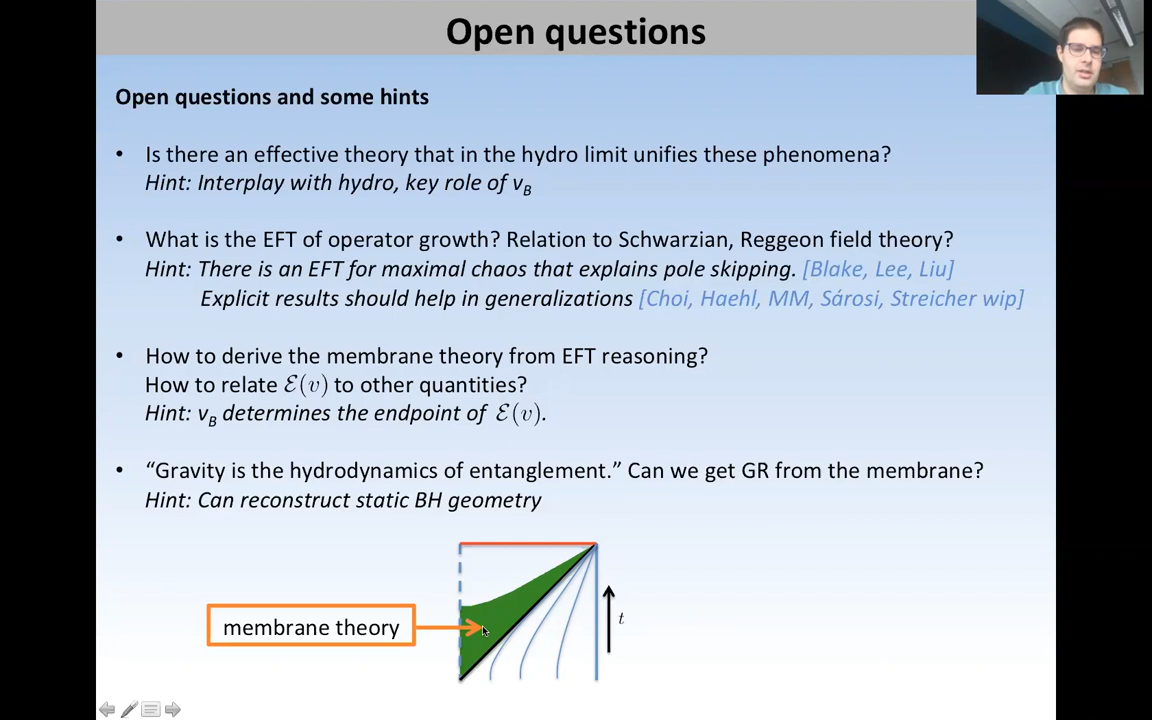 Open questions
Open questions and some hints
• Is there an effective theory that in the hydro limit unifies these phenomena?
Hint: Interplay with hydro, key role of v_B
• What is the EFT of operator growth? Relation to Schwarzian, Reggeon field theory?
Hint: There is an EFT for maximal chaos that explains pole skipping. [Blake, Lee, Liu]
Explicit results should help in generalizations [Choi, Haehl, MM, Sárosi, Streicher wip]
• How to derive the membrane theory from EFT reasoning?
How to relate ℰ(v) to other quantities?
Hint: v_B determines the endpoint of ℰ(v).
• “Gravity is the hydrodynamics of entanglement.” Can we get GR from the membrane?
Hint: Can reconstruct static BH geometry
membrane theory
t